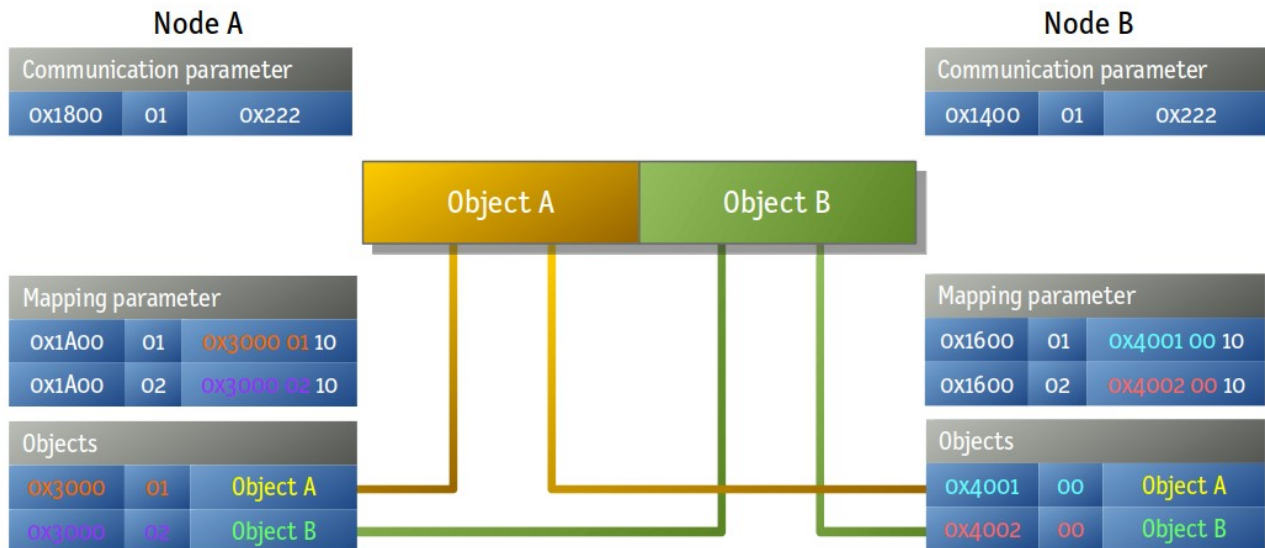 Node A
Communication parameter
0x1800 01 0x222
Node B
Communication parameter
0x1400 01 0x222
Object A Object B
Mapping parameter
0x1A00 01 0x3000 01 10
0x1A00 02 0x3000 02 10
Objects
0x3000 01 Object A
0x3000 02 Object B
Mapping parameter
0x1600 01 0x4001 00 10
0x1600 02 0x4002 00 10
Objects
0x4001 00 Object A
0x4002 00 Object B